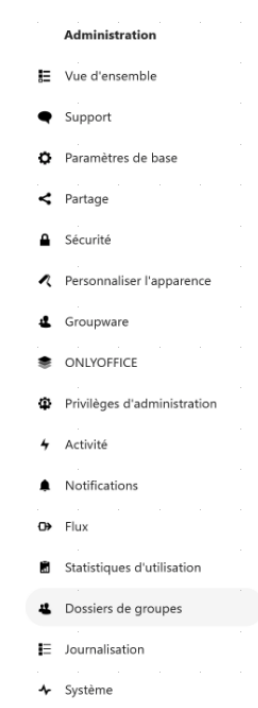 Administration
Vue d'ensemble
Support
Paramètres de base
Partage
Sécurité
Personnaliser l'apparence
Groupware
ONLYOFFICE
Privilèges d'administration
Activité
Notifications
Flux
Statistiques d'utilisation
Dossiers de groupes
Journalisation
Système